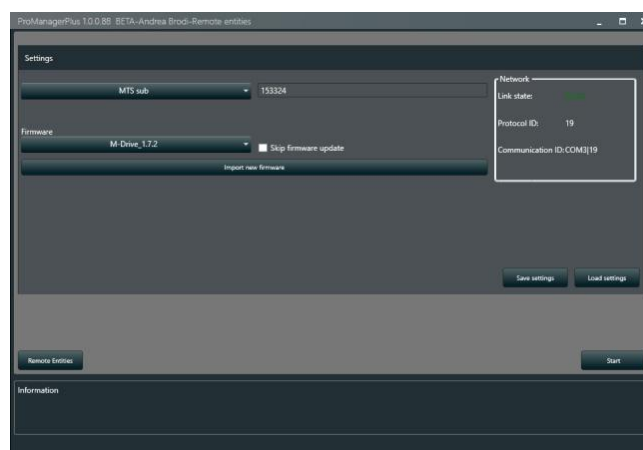 ProManagerPlus 1.0.0.88 BETA-Andrea Brodi-Remote entities
Settings
MTS sub
153324
Network
Link state:
Protocol ID: 19
Communication ID:COM3|19
Firmware
M-Drive_1.7.2
Skip firmware update
Import new firmware
Save settings
Load settings
Remote Entities
Start
Information